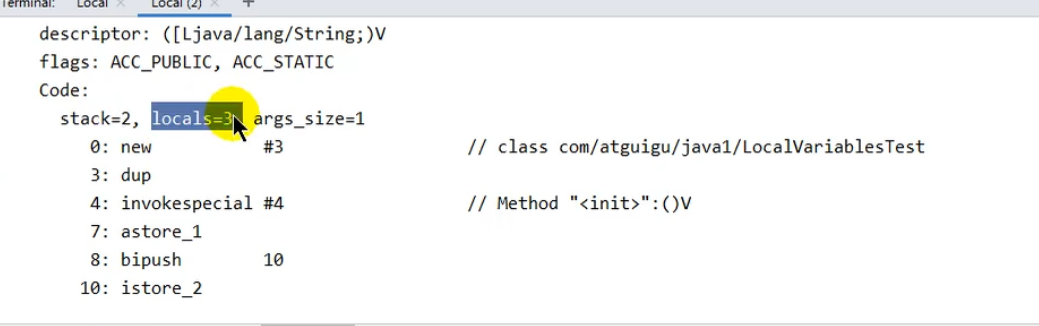 Terminal: Local × Local (2) × +
descriptor: ([Ljava/lang/String;)V
flags: ACC_PUBLIC, ACC_STATIC
Code:
stack=2, locals=3, args_size=1
0: new #3 // class com/atguigu/java1/LocalVariablesTest
3: dup
4: invokespecial #4 // Method "<init>":()V
7: astore_1
8: bipush 10
10: istore_2